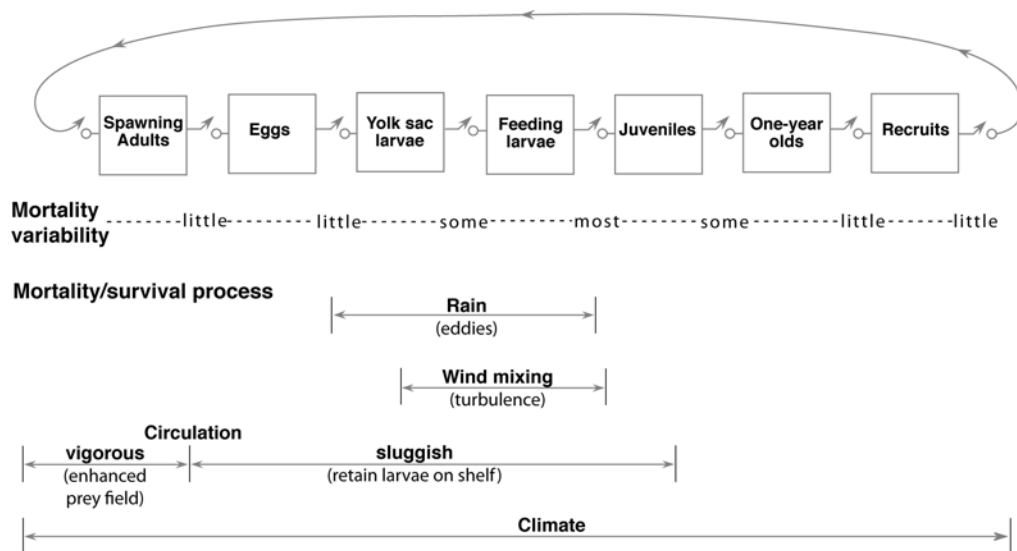 Spawning
Adults
Eggs
Yolk sac
larvae
Feeding
larvae
Juveniles
One-year
olds
Recruits
Mortality
variability
little little some most some little little
Mortality/survival process
Rain
(eddies)
Wind mixing
(turbulence)
Circulation
vigorous
(enhanced
prey field)
sluggish
(retain larvae on shelf)
Climate